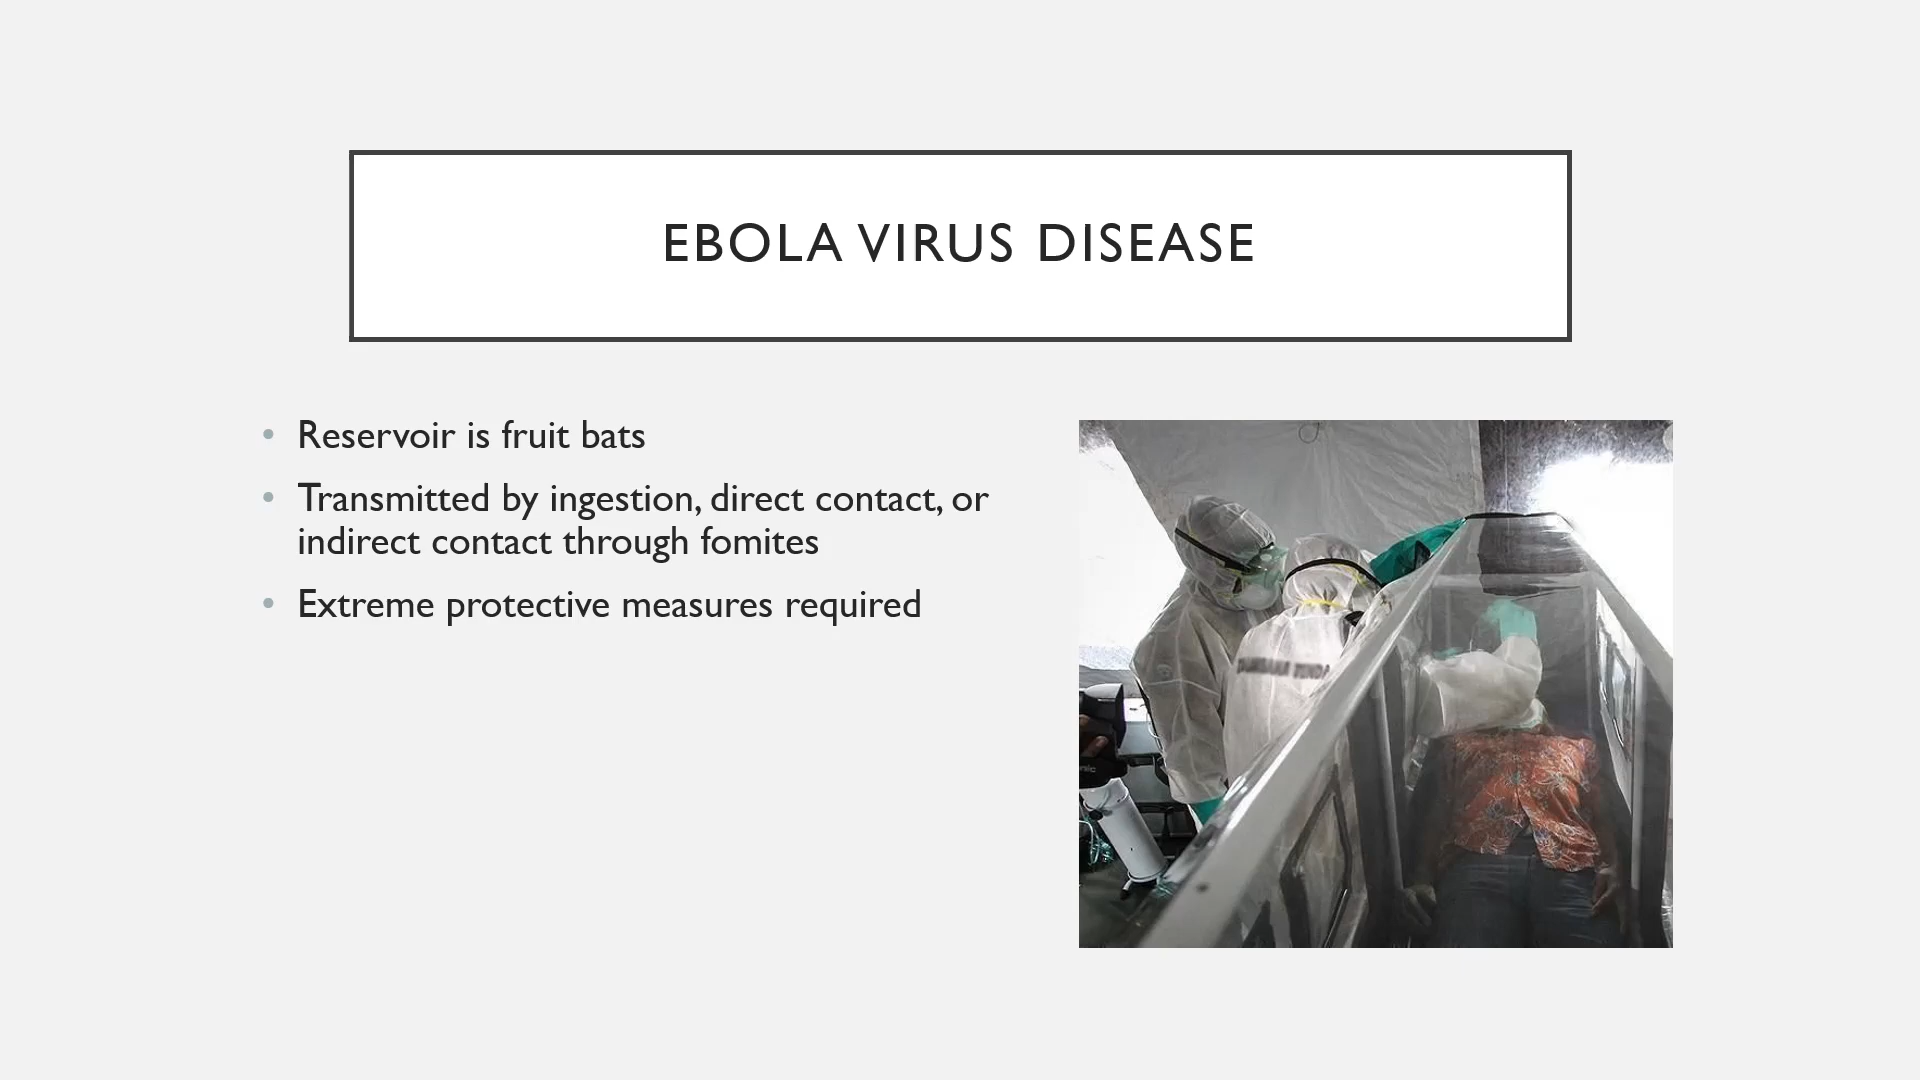 EBOLA VIRUS DISEASE
• Reservoir is fruit bats
• Transmitted by ingestion, direct contact, or
indirect contact through fomites
• Extreme protective measures required